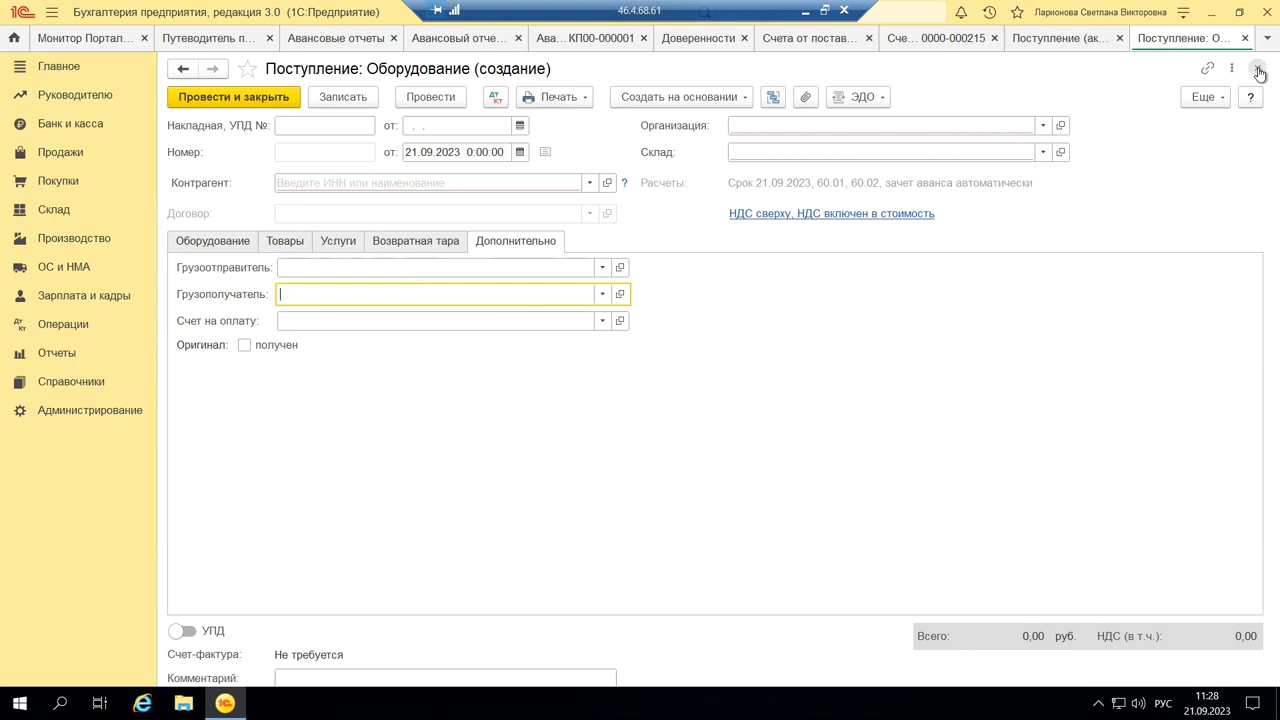 Бухгалтерия предприятия, редакция 3.0 (1С:Предприятие)
46.4.68.61
Ларионова Светлана Викторовна
Монитор Портал...
Путеводитель п...
Авансовые отчеты
Авансовый отче...
Ава... КП00-000001
Доверенности
Счета от постав...
Сче... 0000-000215
Поступление (ак...
Поступление: О...
Главное
Руководителю
Банк и касса
Продажи
Покупки
Склад
Производство
ОС и НМА
Зарплата и кадры
Операции
Отчеты
Справочники
Администрирование
Поступление: Оборудование (создание)
Провести и закрыть
Записать
Провести
Дт Кт
Печать
Создать на основании
ЭДО
Еще
?
Накладная, УПД №:
от: . .
Организация:
Номер:
от: 21.09.2023 0:00:00
Склад:
Контрагент: Введите ИНН или наименование ?
Расчеты: Срок 21.09.2023, 60.01, 60.02, зачет аванса автоматически
Договор:
НДС сверху, НДС включен в стоимость
Оборудование
Товары
Услуги
Возвратная тара
Дополнительно
Грузоотправитель:
Грузополучатель:
Счет на оплату:
Оригинал: получен
УПД
Всего: 0,00 руб. НДС (в т.ч.): 0,00
Счет-фактура: Не требуется
Комментарий:
РУС
11:28
21.09.2023